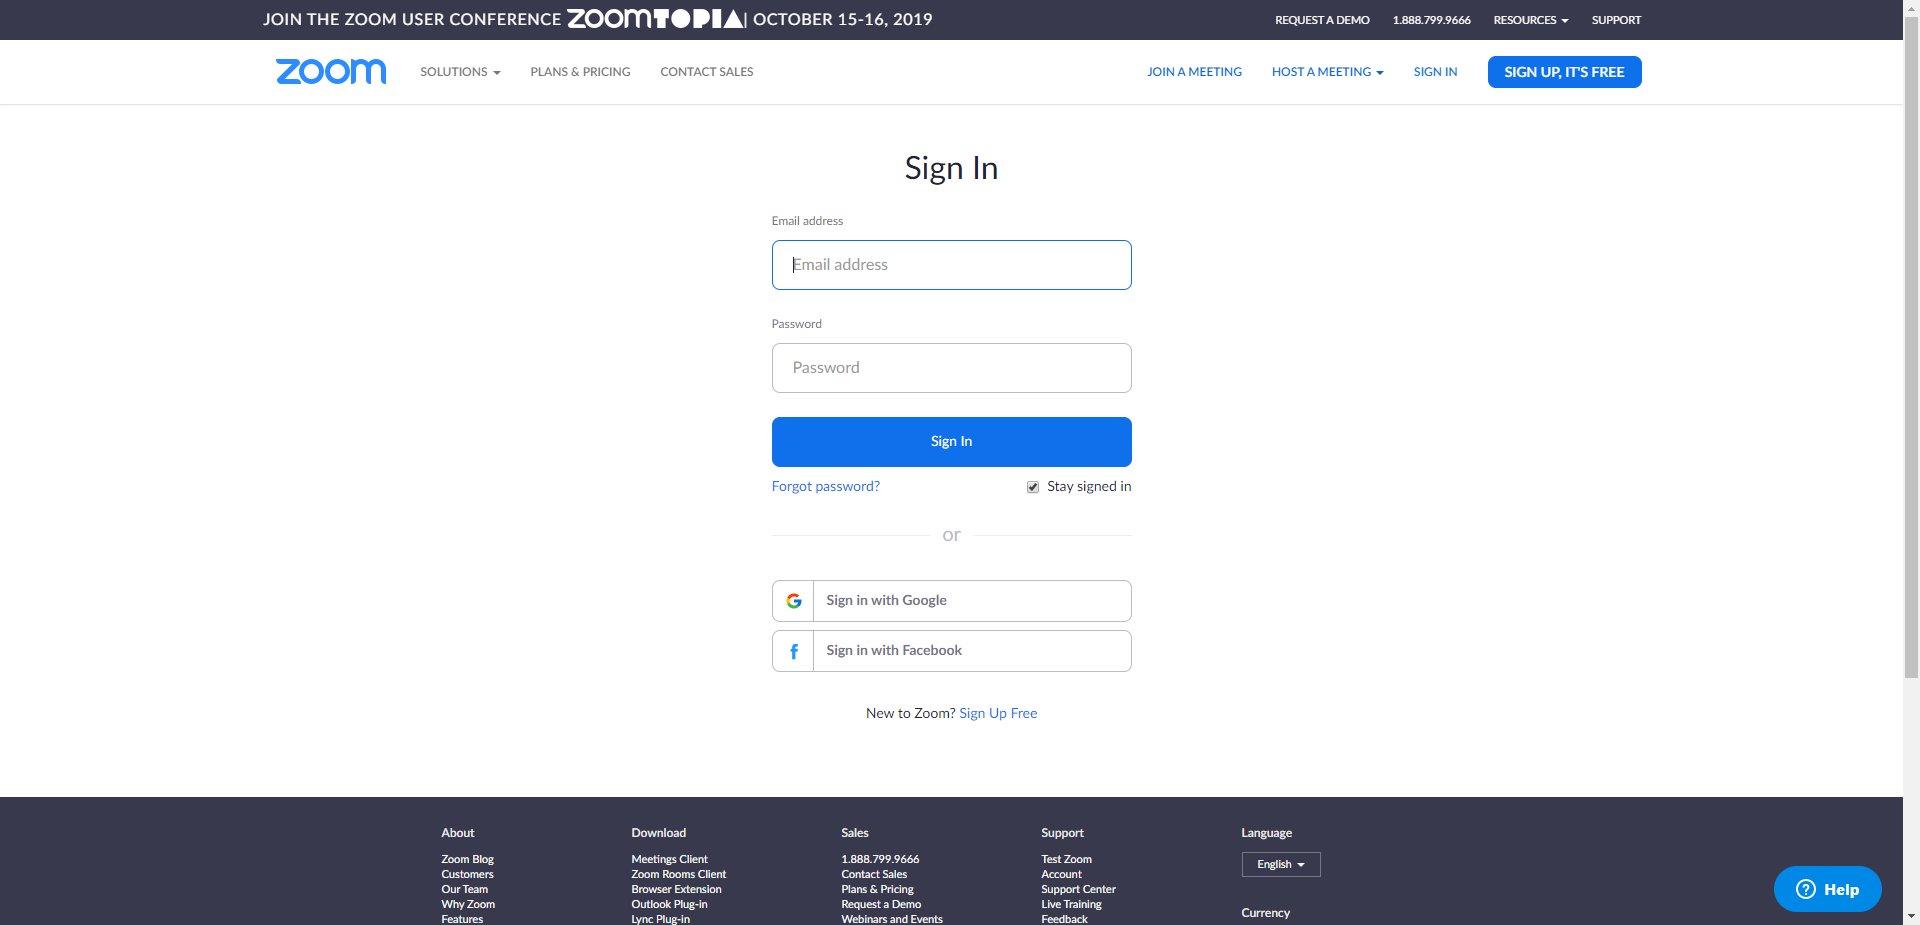 JOIN THE ZOOM USER CONFERENCE ZOOMTOPIA | OCTOBER 15-16, 2019
REQUEST A DEMO 1.888.799.9666 RESOURCES SUPPORT
zoom SOLUTIONS PLANS & PRICING CONTACT SALES JOIN A MEETING HOST A MEETING SIGN IN SIGN UP, IT'S FREE
Sign In
Email address
Email address
Password
Password
Sign In
Forgot password? Stay signed in
or
G Sign in with Google
f Sign in with Facebook
New to Zoom? Sign Up Free
About
Zoom Blog
Customers
Our Team
Why Zoom
Features
Download
Meetings Client
Zoom Rooms Client
Browser Extension
Outlook Plug-in
Lync Plug-in
Sales
1.888.799.9666
Contact Sales
Plans & Pricing
Request a Demo
Webinars and Events
Support
Test Zoom
Account
Support Center
Live Training
Feedback
Language
English
Currency
? Help